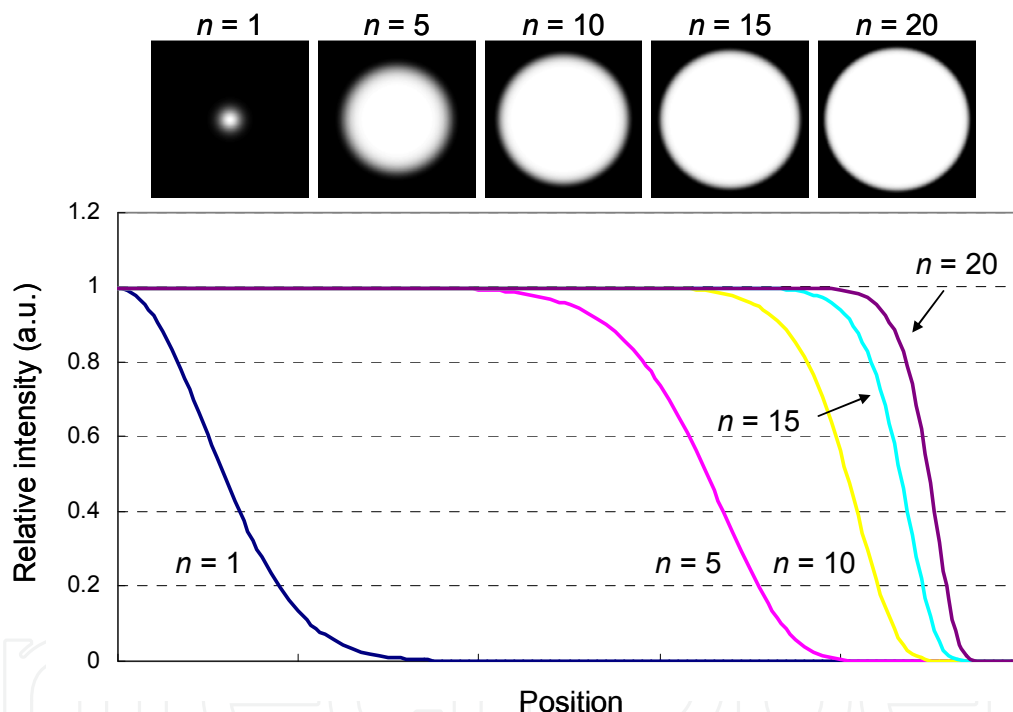 n = 1 n = 5 n = 10 n = 15 n = 20
1.2
1
0.8
0.6
0.4
0.2
0
Relative intensity (a.u.)
n = 20
n = 15
n = 1
n = 5
n = 10
Position